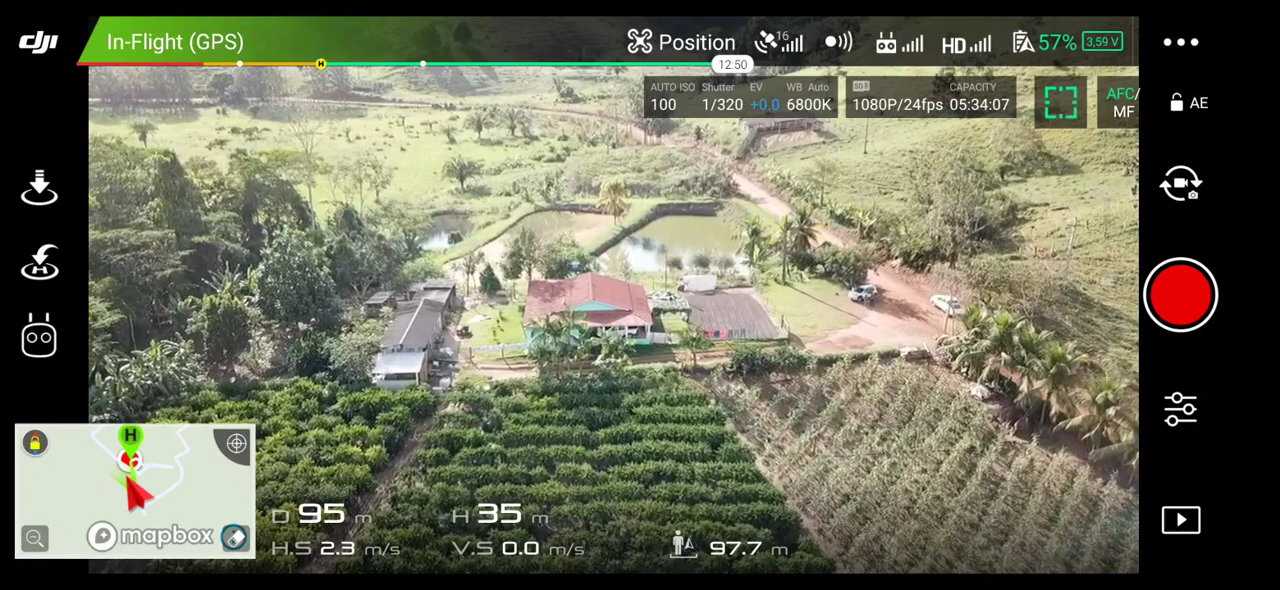 dji
In-Flight (GPS)
Position
16
HD
57%
3,59 V
H
12:50
AUTO ISO
100
Shutter
1/320
EV
+0.0
WB Auto
6800K
CAPACITY
1080P/24fps 05:34:07
AFC/
MF
AE
H
H
mapbox
D 95 m
H 35 m
H.S 2.3 m/s
V.S 0.0 m/s
97.7 m